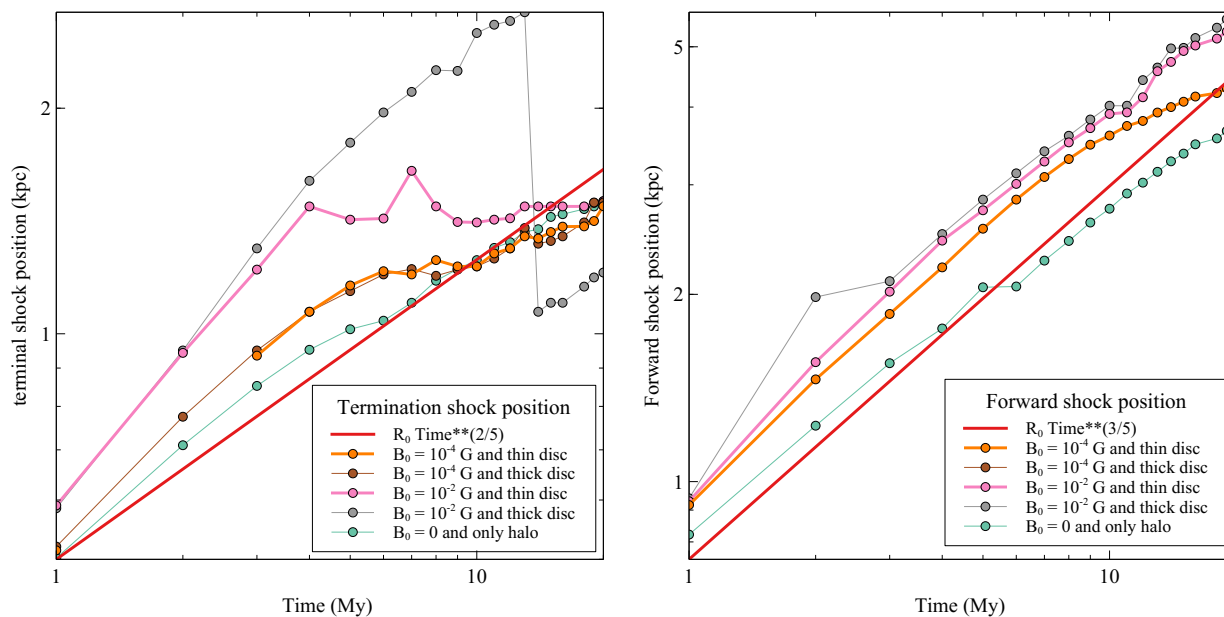 2
1
terminal shock position (kpc)
Termination shock position
R₀ Time**(2/5)
B₀ = 10⁻⁴ G and thin disc
B₀ = 10⁻⁴ G and thick disc
B₀ = 10⁻² G and thin disc
B₀ = 10⁻² G and thick disc
B₀ = 0 and only halo
1
10
Time (My)
5
2
1
Forward shock position (kpc)
Forward shock position
R₀ Time**(3/5)
B₀ = 10⁻⁴ G and thin disc
B₀ = 10⁻⁴ G and thick disc
B₀ = 10⁻² G and thin disc
B₀ = 10⁻² G and thick disc
B₀ = 0 and only halo
1
10
Time (My)